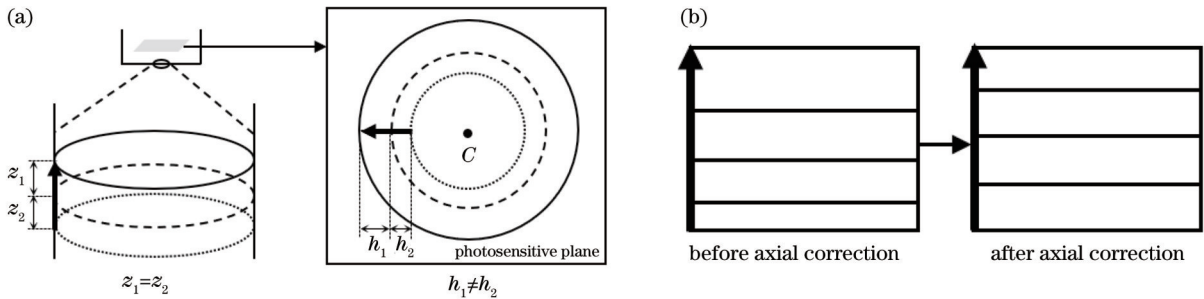 (a)
z₁
z₂
z₁=z₂
C
h₁
h₂
photosensitive plane
h₁≠h₂
(b)
before axial correction
after axial correction